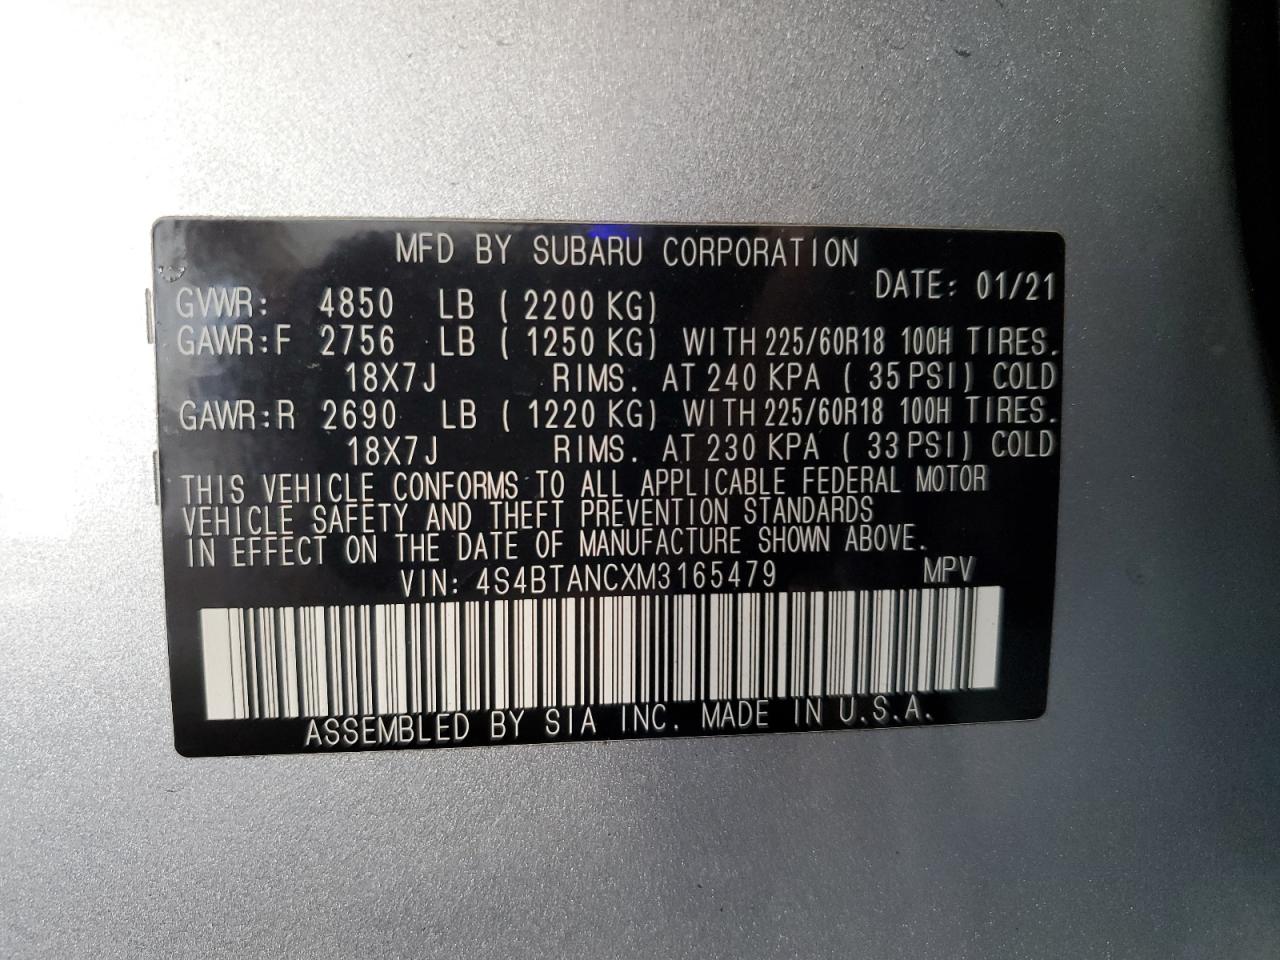 MFD BY SUBARU CORPORATION
DATE: 01/21
GVWR: 4850 LB ( 2200 KG)
GAWR:F 2756 LB ( 1250 KG) WITH 225/60R18 100H TIRES.
18X7J RIMS. AT 240 KPA ( 35 PSI) COLD
GAWR:R 2690 LB ( 1220 KG) WITH 225/60R18 100H TIRES.
18X7J RIMS. AT 230 KPA ( 33 PSI) COLD
THIS VEHICLE CONFORMS TO ALL APPLICABLE FEDERAL MOTOR
VEHICLE SAFETY AND THEFT PREVENTION STANDARDS
IN EFFECT ON THE DATE OF MANUFACTURE SHOWN ABOVE.
VIN: 4S4BTANCXM3165479 MPV
ASSEMBLED BY SIA INC. MADE IN U.S.A.